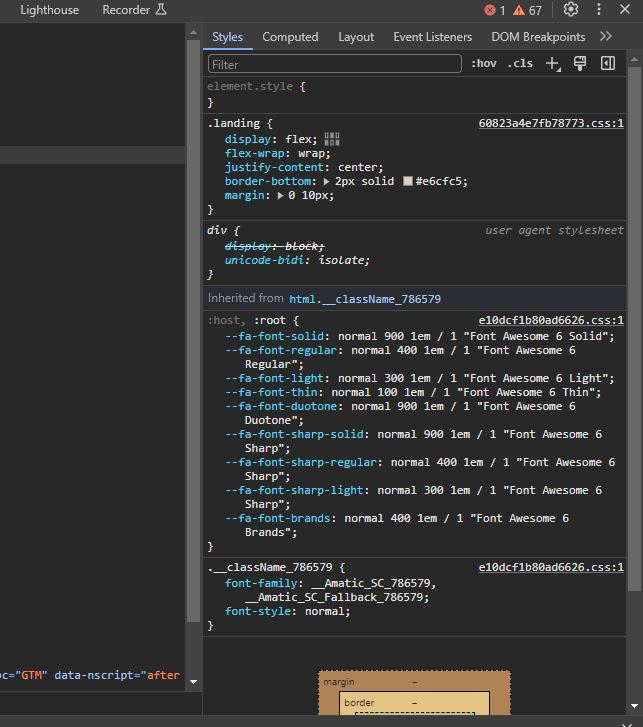 Lighthouse Recorder 1 67
Styles Computed Layout Event Listeners DOM Breakpoints
Filter :hov .cls
element.style {
}
.landing { 60823a4e7fb78773.css:1
display: flex;
flex-wrap: wrap;
justify-content: center;
border-bottom: 2px solid #e6cfc5;
margin: 0 10px;
}
div { user agent stylesheet
display: block;
unicode-bidi: isolate;
}
Inherited from html.__className_786579
:host, :root { e10dcf1b80ad6626.css:1
--fa-font-solid: normal 900 1em / 1 "Font Awesome 6 Solid";
--fa-font-regular: normal 400 1em / 1 "Font Awesome 6
Regular";
--fa-font-light: normal 300 1em / 1 "Font Awesome 6 Light";
--fa-font-thin: normal 100 1em / 1 "Font Awesome 6 Thin";
--fa-font-duotone: normal 900 1em / 1 "Font Awesome 6
Duotone";
--fa-font-sharp-solid: normal 900 1em / 1 "Font Awesome 6
Sharp";
--fa-font-sharp-regular: normal 400 1em / 1 "Font Awesome 6
Sharp";
--fa-font-sharp-light: normal 300 1em / 1 "Font Awesome 6
Sharp";
--fa-font-brands: normal 400 1em / 1 "Font Awesome 6
Brands";
}
.__className_786579 { e10dcf1b80ad6626.css:1
font-family: __Amatic_SC_786579,
__Amatic_SC_Fallback_786579;
font-style: normal;
}
oc="GTM" data-nscript="after
margin –
border –